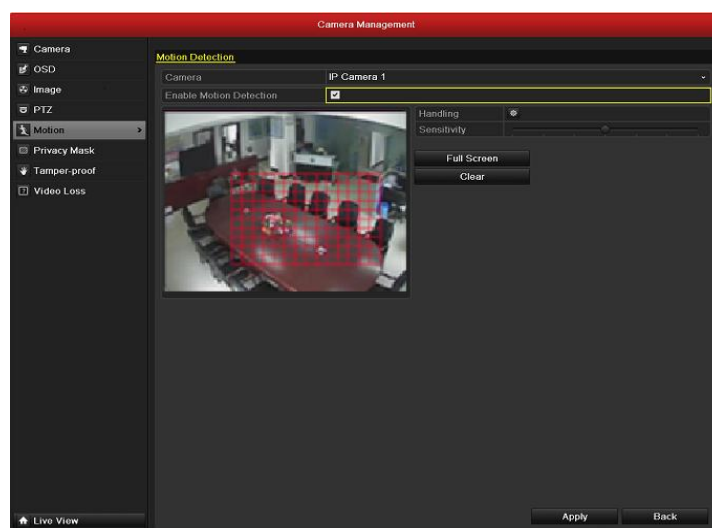 Camera Management
Camera
OSD
Image
PTZ
Motion
Privacy Mask
Tamper-proof
Video Loss
Live View
Motion Detection
Camera IP Camera 1
Enable Motion Detection
Handling
Sensitivity
Full Screen
Clear
Apply Back